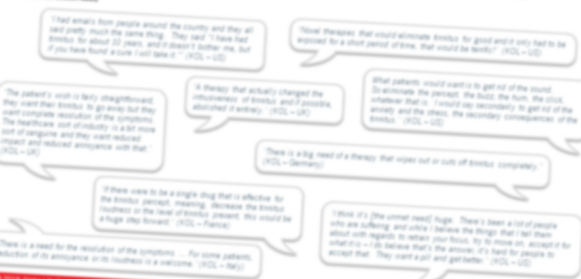 "I had emails from people around the country and they all
said pretty much the same thing. They said "I have had
tinnitus for about 10 years, and it doesn't bother me, but
if you have found a cure I will take it."" (KOL – US)
"Novel therapies that would eliminate tinnitus for good and it only had to be
exposed for a short period of time, that would be terrific" (KOL – US)
"The patient's wish is fairly straightforward,
they want their tinnitus to go away but they
want complete resolution of the symptoms.
The healthcare sort of industry is a bit more
sort of sanguine and they want reduced
impact and reduced annoyance with that."
(KOL – UK)
"A therapy that actually changed the
intrusiveness of tinnitus and if possible,
abolished it entirely." (KOL – UK)
What patients would want is to get rid of the sound.
So eliminate the percept, the buzz, the hum, the click,
whatever that is. I would say secondarily to get rid of the
anxiety and the stress, the secondary consequences of the
tinnitus." (KOL – US)
"There is a big need of a therapy that wipes out or cuts off tinnitus completely."
(KOL – Germany)
"If there were to be a single drug that is effective for
the tinnitus percept, meaning, decrease the tinnitus
loudness or the level of tinnitus present, this would be
a huge step forward." (KOL – France)
"I think it's [the unmet need] huge. There's been a lot of people
who are suffering, and while I believe the things that I tell them
about with regards to retrain your focus, try to move on, accept it for
what it is – I do believe that's the answer, it's hard for people to
accept that. They want a pill and get better." (KOL – US)
There is a need for the resolution of the symptoms. ... For some patients,
reduction of its annoyance or its loudness is a welcome." (KOL – Italy)